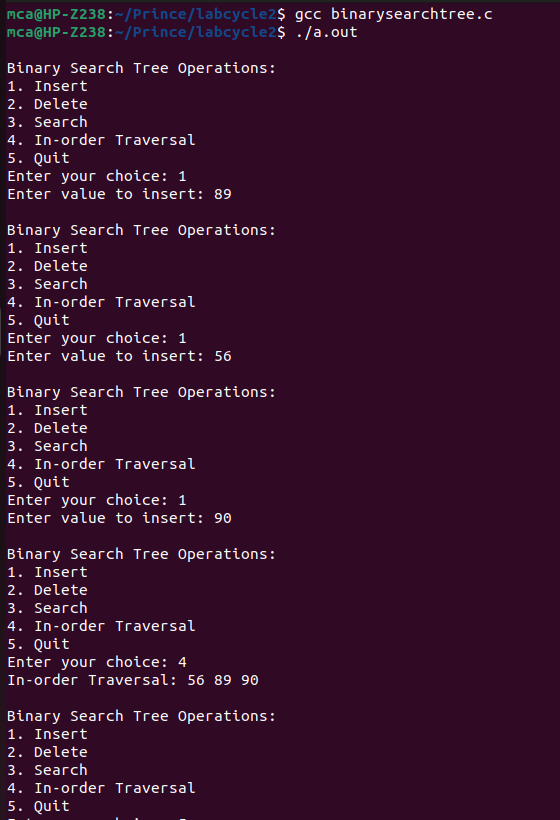 mca@HP-Z238:~/Prince/labcycle2$ gcc binarysearchtree.c
mca@HP-Z238:~/Prince/labcycle2$ ./a.out
Binary Search Tree Operations:
1. Insert
2. Delete
3. Search
4. In-order Traversal
5. Quit
Enter your choice: 1
Enter value to insert: 89
Binary Search Tree Operations:
1. Insert
2. Delete
3. Search
4. In-order Traversal
5. Quit
Enter your choice: 1
Enter value to insert: 56
Binary Search Tree Operations:
1. Insert
2. Delete
3. Search
4. In-order Traversal
5. Quit
Enter your choice: 1
Enter value to insert: 90
Binary Search Tree Operations:
1. Insert
2. Delete
3. Search
4. In-order Traversal
5. Quit
Enter your choice: 4
In-order Traversal: 56 89 90
Binary Search Tree Operations:
1. Insert
2. Delete
3. Search
4. In-order Traversal
5. Quit